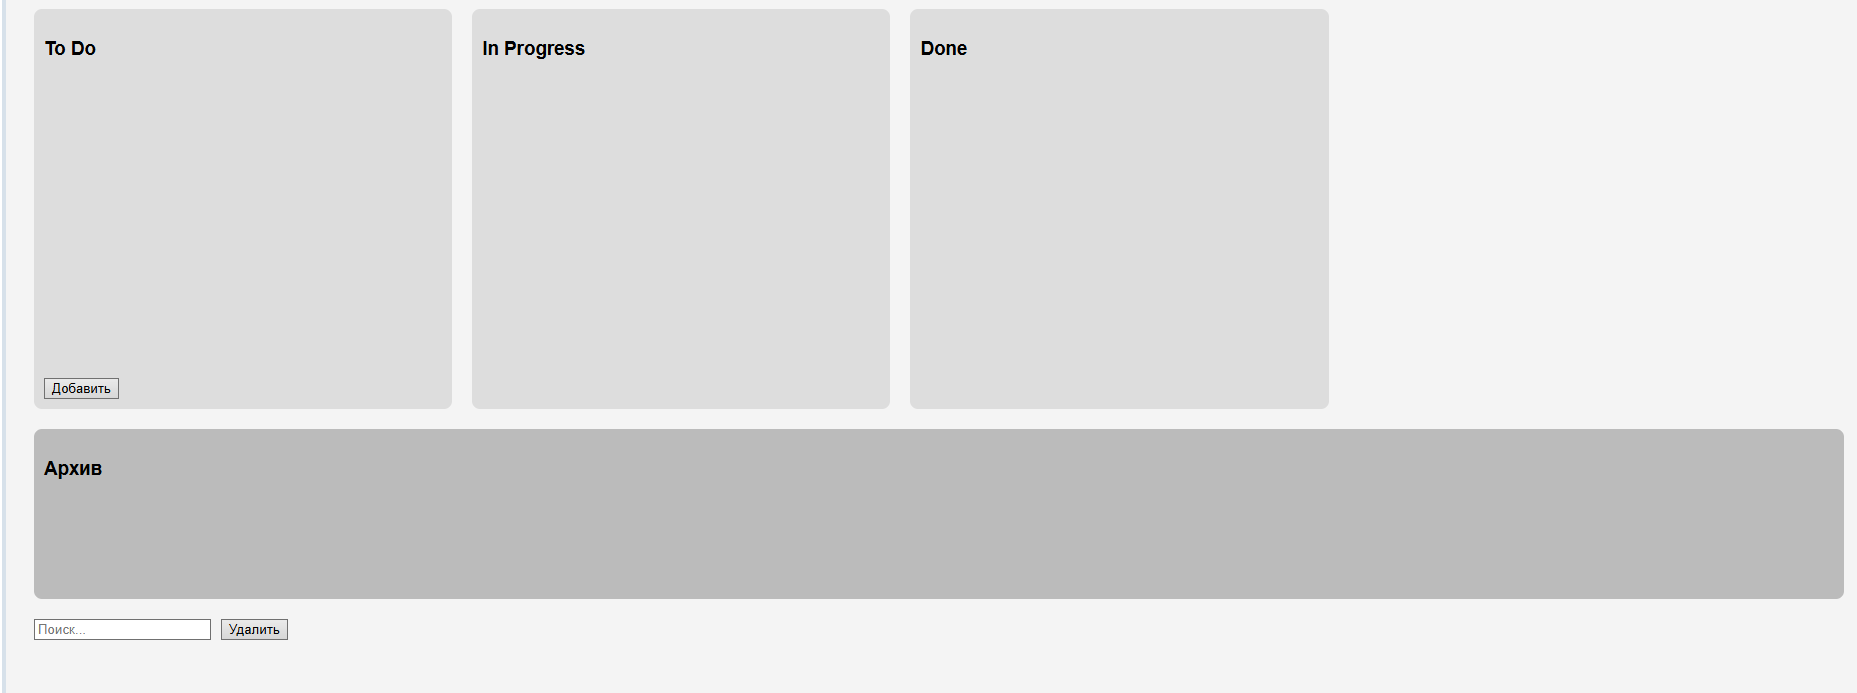 To Do
In Progress
Done
Добавить
Архив
Поиск...
Удалить